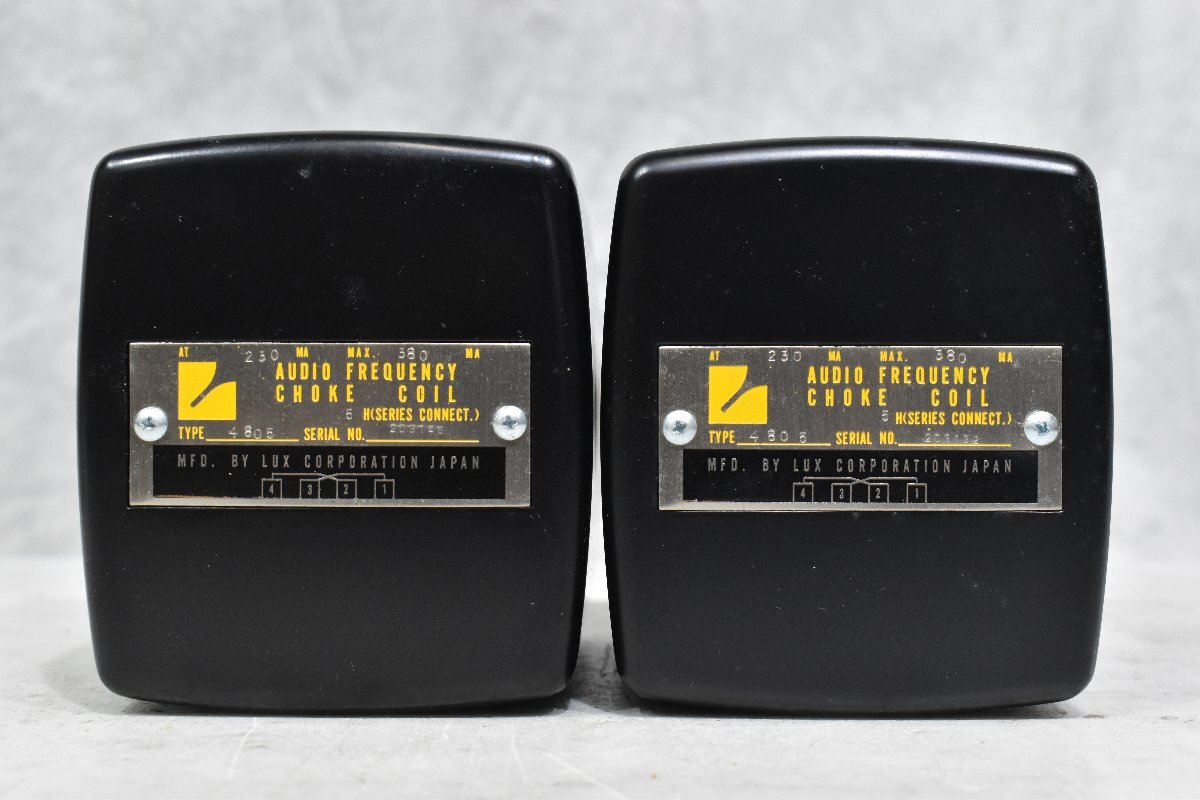 AT 230 MA MAX. 380 MA
AUDIO FREQUENCY
CHOKE COIL
5 H(SERIES CONNECT.)
TYPE 4805 SERIAL NO.
MFD. BY LUX CORPORATION JAPAN
4 3 2 1
AT 230 MA MAX. 380 MA
AUDIO FREQUENCY
CHOKE COIL
5 H(SERIES CONNECT.)
TYPE 4805 SERIAL NO. 203132
MFD. BY LUX CORPORATION JAPAN
4 3 2 1